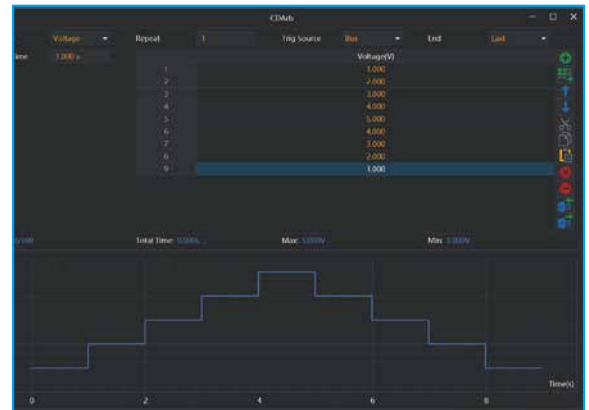 CDArb
Voltage Repeat 1 Trig Source Bus End Last
ime 1.000 s Voltage(V)
1 1.000
2 2.000
3 3.000
4 4.000
5 5.000
6 4.000
7 3.000
8 2.000
9 1.000
Total Time: Max: 5.000V Min: 1.000V
Time(s)
0 2 4 6 8